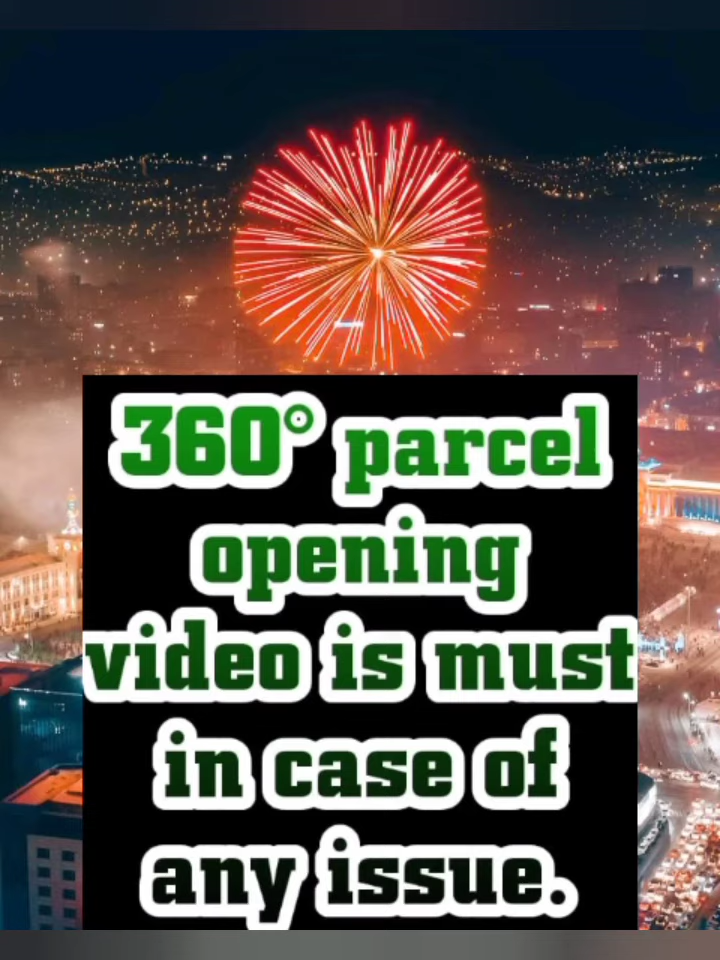 360° parcel
opening
video is must
in case of
any issue.